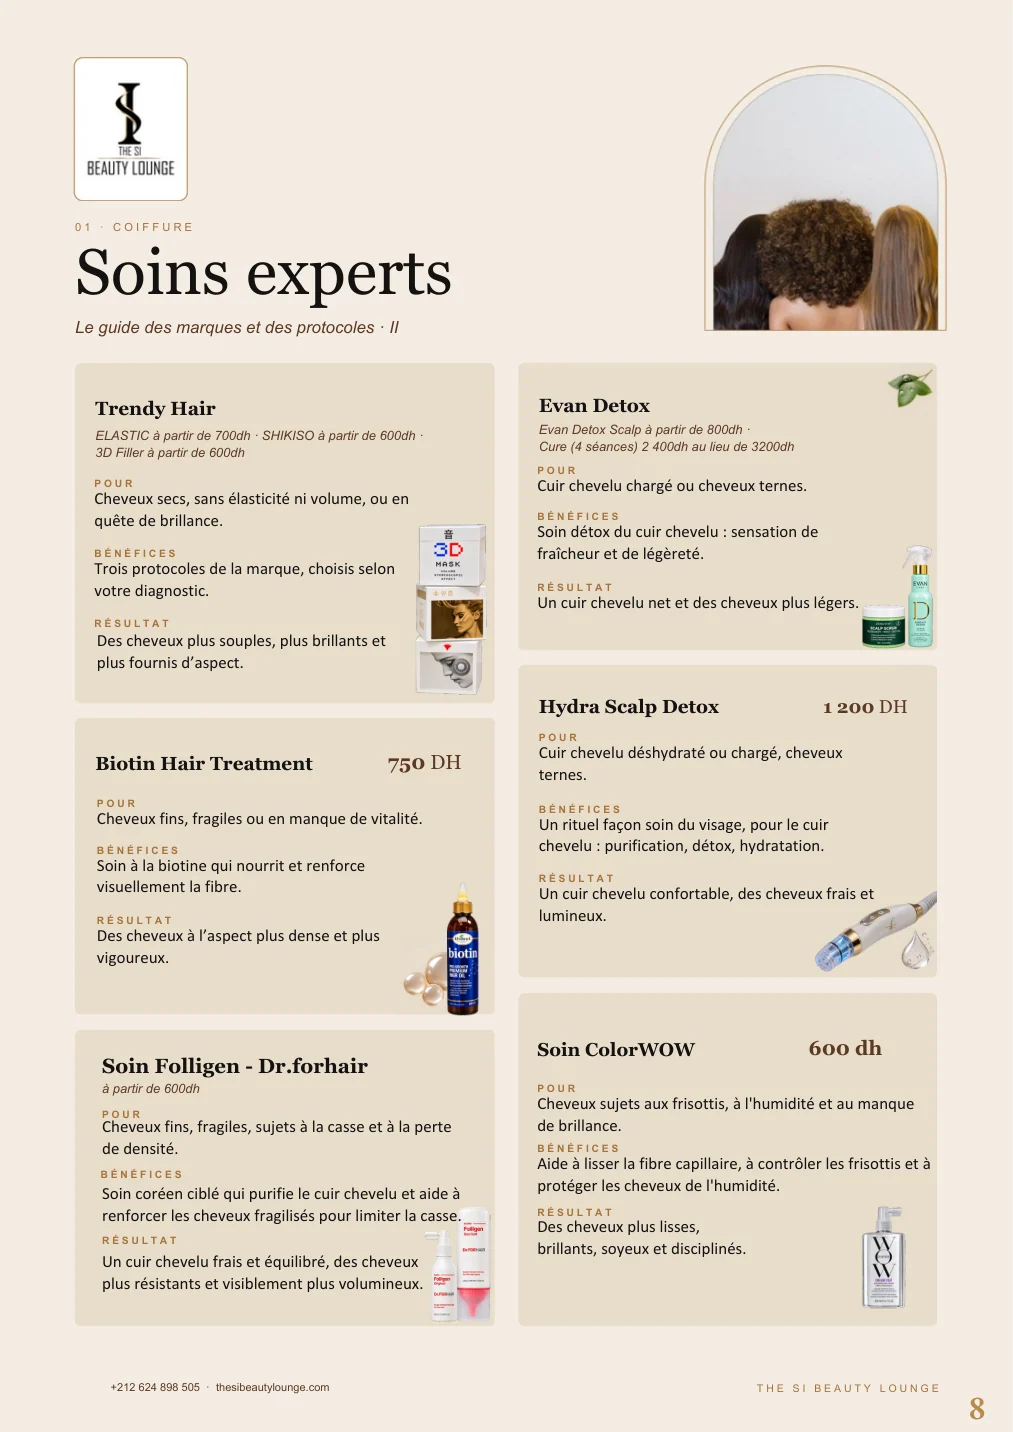 THE SI
BEAUTY LOUNGE
01 · COIFFURE
Soins experts
Le guide des marques et des protocoles · II
Trendy Hair
ELASTIC à partir de 700dh · SHIKISO à partir de 600dh ·
3D Filler à partir de 600dh
POUR
Cheveux secs, sans élasticité ni volume, ou en
quête de brillance.
BÉNÉFICES
Trois protocoles de la marque, choisis selon
votre diagnostic.
RÉSULTAT
Des cheveux plus souples, plus brillants et
plus fournis d’aspect.
音
3D
MASK
Biotin Hair Treatment
750 DH
POUR
Cheveux fins, fragiles ou en manque de vitalité.
BÉNÉFICES
Soin à la biotine qui nourrit et renforce
visuellement la fibre.
RÉSULTAT
Des cheveux à l’aspect plus dense et plus
vigoureux.
biotin
Soin Folligen - Dr.forhair
à partir de 600dh
POUR
Cheveux fins, fragiles, sujets à la casse et à la perte
de densité.
BÉNÉFICES
Soin coréen ciblé qui purifie le cuir chevelu et aide à
renforcer les cheveux fragilisés pour limiter la casse.
RÉSULTAT
Un cuir chevelu frais et équilibré, des cheveux
plus résistants et visiblement plus volumineux.
Folligen
Folligen
Evan Detox
Evan Detox Scalp à partir de 800dh ·
Cure (4 séances) 2 400dh au lieu de 3200dh
POUR
Cuir chevelu chargé ou cheveux ternes.
BÉNÉFICES
Soin détox du cuir chevelu : sensation de
fraîcheur et de légèreté.
RÉSULTAT
Un cuir chevelu net et des cheveux plus légers.
SCALP SCRUB
EVAN
D
Hydra Scalp Detox
1 200 DH
POUR
Cuir chevelu déshydraté ou chargé, cheveux
ternes.
BÉNÉFICES
Un rituel façon soin du visage, pour le cuir
chevelu : purification, détox, hydratation.
RÉSULTAT
Un cuir chevelu confortable, des cheveux frais et
lumineux.
Soin ColorWOW
600 dh
POUR
Cheveux sujets aux frisottis, à l'humidité et au manque
de brillance.
BÉNÉFICES
Aide à lisser la fibre capillaire, à contrôler les frisottis et à
protéger les cheveux de l'humidité.
RÉSULTAT
Des cheveux plus lisses,
brillants, soyeux et disciplinés.
WOW
+212 624 898 505 · thesibeautylounge.com
THE SI BEAUTY LOUNGE
8